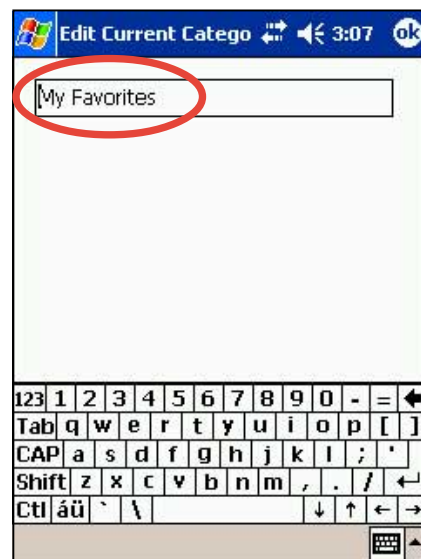 Edit Current Catego 3:07 ok
My Favorites
123 1 2 3 4 5 6 7 8 9 0 - = ←
Tab q w e r t y u i o p [ ]
CAP a s d f g h j k l ; '
Shift z x c v b n m , . / ↵
Ctl áü ` \ ↓ ↑ ← →